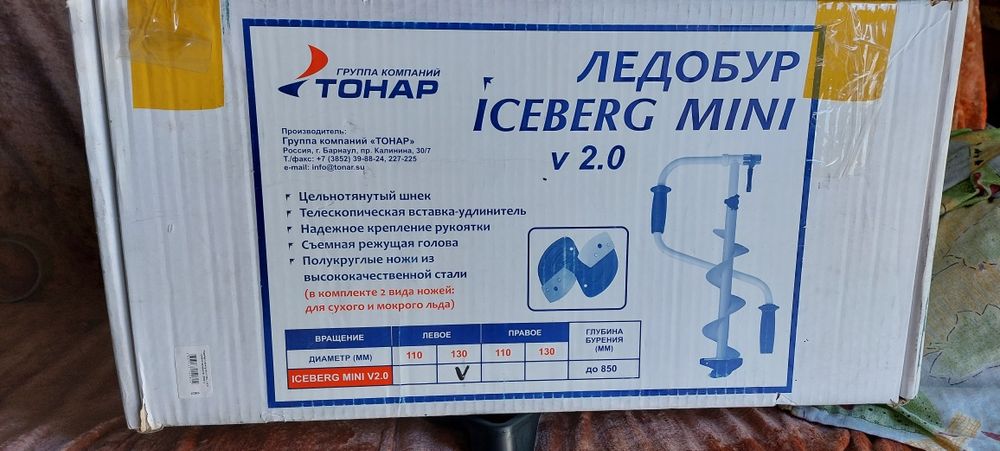 ГРУППА КОМПАНИЙ
ТОНАР
ЛЕДОБУР
ICEBERG MINI
v 2.0
Производитель:
Группа компаний «ТОНАР»
Россия, г. Барнаул, пр. Калинина, 30/7
Т./факс: +7 (3852) 39-88-24, 227-225
e-mail: info@tonar.su
Цельнотянутый шнек
Телескопическая вставка-удлинитель
Надежное крепление рукоятки
Съемная режущая голова
Полукруглые ножи из
высококачественной стали
(в комплекте 2 вида ножей:
для сухого и мокрого льда)
ВРАЩЕНИЕ ЛЕВОЕ ПРАВОЕ ГЛУБИНА БУРЕНИЯ (ММ)
ДИАМЕТР (ММ) 110 130 110 130
ICEBERG MINI V2.0 V до 850